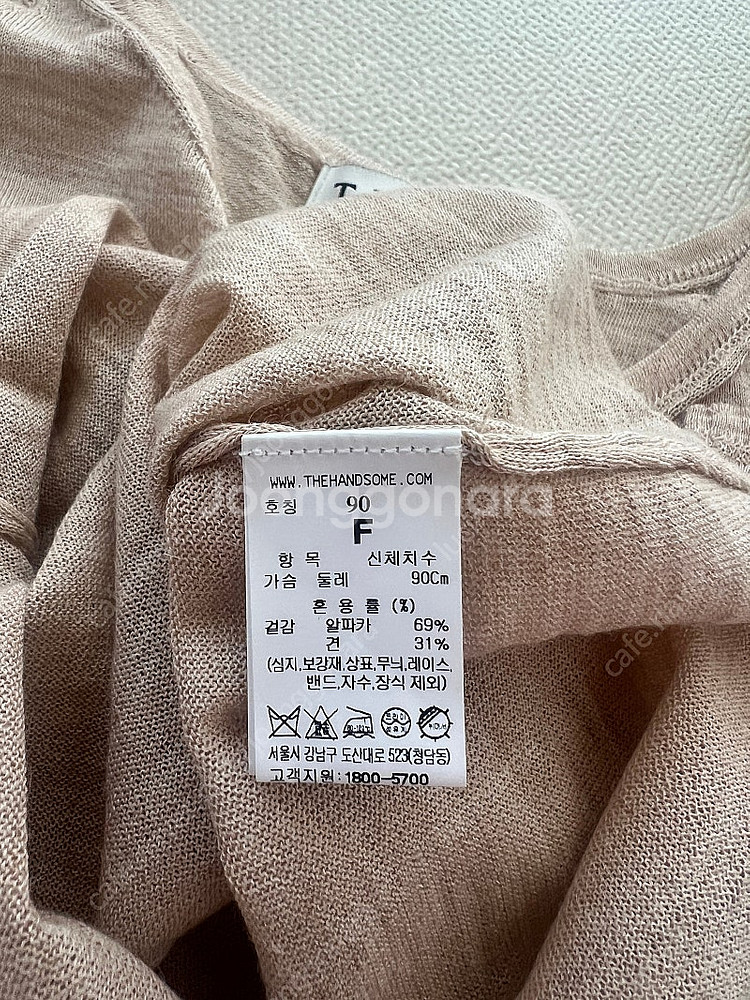 T
WWW.THEHANDSOME.COM
호칭 90
F
항 목 신체치수
가슴 둘레 90Cm
혼 용 률 (%)
겉감 알파카 69%
견 31%
(심지,보강재,상표,무늬,레이스,
밴드,자수,장식 제외)
서울시 강남구 도산대로 523(청담동)
고객지원:1800-5700
Joonggonara